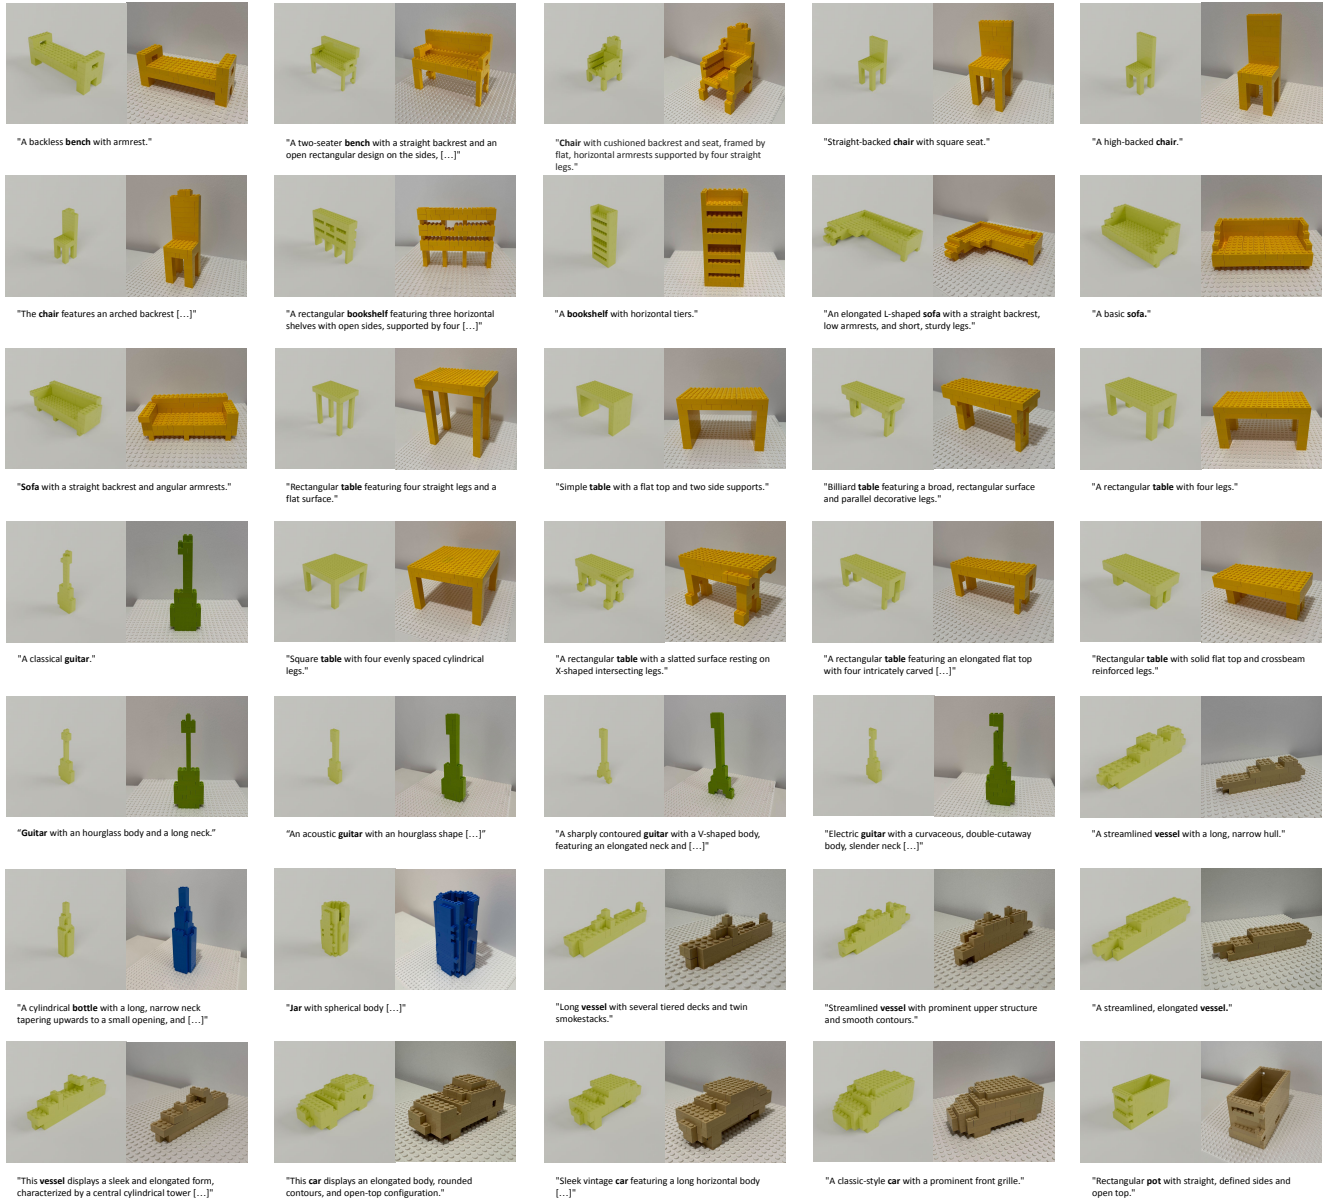 "A backless bench with armrest."
"A two-seater bench with a straight backrest and an
open rectangular design on the sides, […]"
"Chair with cushioned backrest and seat, framed by
flat, horizontal armrests supported by four straight
legs."
"Straight-backed chair with square seat."
"A high-backed chair."
"The chair features an arched backrest […]"
"A rectangular bookshelf featuring three horizontal
shelves with open sides, supported by four […]"
"A bookshelf with horizontal tiers."
"An elongated L-shaped sofa with a straight backrest,
low armrests, and short, sturdy legs."
"A basic sofa."
"Sofa with a straight backrest and angular armrests."
"Rectangular table featuring four straight legs and a
flat surface."
"Simple table with a flat top and two side supports."
"Billiard table featuring a broad, rectangular surface
and parallel decorative legs."
"A rectangular table with four legs."
"A classical guitar."
"Square table with four evenly spaced cylindrical
legs."
"A rectangular table with a slatted surface resting on
X-shaped intersecting legs."
"A rectangular table featuring an elongated flat top
with four intricately carved […]"
"Rectangular table with solid flat top and crossbeam
reinforced legs."
“Guitar with an hourglass body and a long neck.”
“An acoustic guitar with an hourglass shape […]”
"A sharply contoured guitar with a V-shaped body,
featuring an elongated neck and […]"
"Electric guitar with a curvaceous, double-cutaway
body, slender neck […]"
"A streamlined vessel with a long, narrow hull."
"A cylindrical bottle with a long, narrow neck
tapering upwards to a small opening, and […]"
"Jar with spherical body […]"
"Long vessel with several tiered decks and twin
smokestacks."
"Streamlined vessel with prominent upper structure
and smooth contours."
"A streamlined, elongated vessel."
"This vessel displays a sleek and elongated form,
characterized by a central cylindrical tower […]"
"This car displays an elongated body, rounded
contours, and open-top configuration."
"Sleek vintage car featuring a long horizontal body
[…]"
"A classic-style car with a prominent front grille."
"Rectangular pot with straight, defined sides and
open top."